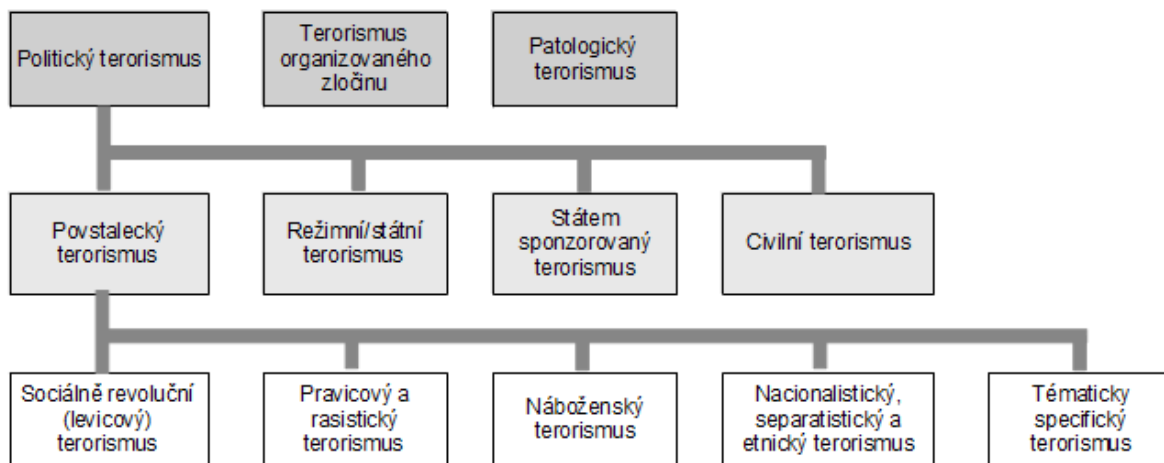 Politický terorismus
Terorismus
organizovaného
zločinu
Patologický
terorismus
Povstalecký
terorismus
Režimní/státní
terorismus
Státem
sponzorovaný
terorismus
Civilní terorismus
Sociálně revoluční
(levicový)
terorismus
Pravicový a
rasistický
terorismus
Náboženský
terorismus
Nacionalistický,
separatistický a
etnický terorismus
Tématicky
specifický
terorismus